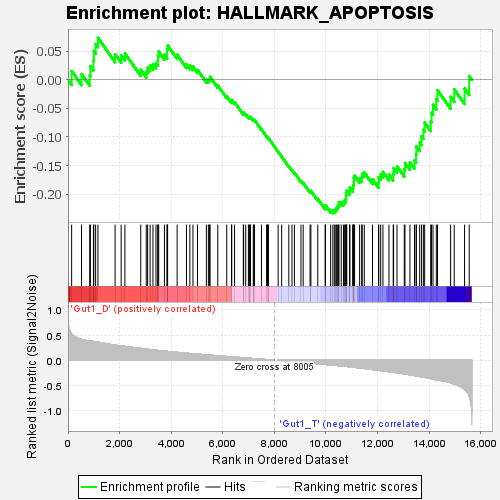 Enrichment plot: HALLMARK_APOPTOSIS
Enrichment score (ES)
0.05
0.00
-0.05
-0.10
-0.15
-0.20
'Gut1_D' (positively correlated)
Ranked list metric (Signal2Noise)
1.0
0.5
0.0
-0.5
-1.0
Zero cross at 8005
'Gut1_T' (negatively correlated)
0
2,000
4,000
6,000
8,000
10,000
12,000
14,000
16,000
Rank in Ordered Dataset
Enrichment profile
Hits
Ranking metric scores